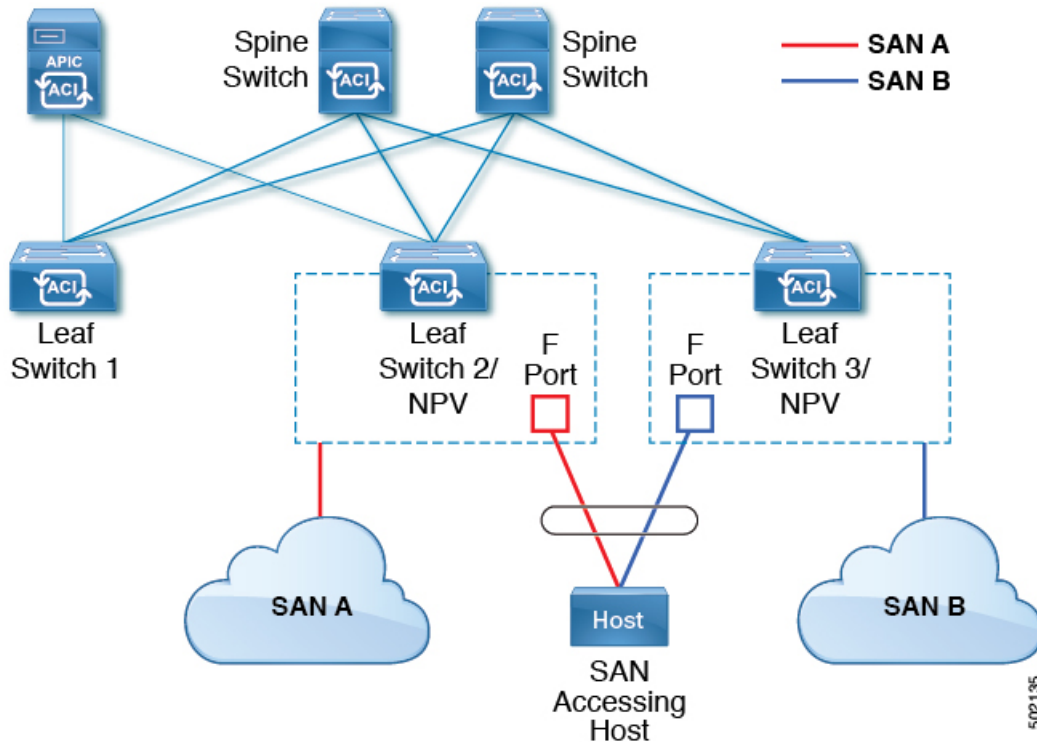 APIC
ACI
Spine
Switch
ACI
Spine
Switch
ACI
SAN A
SAN B
ACI
Leaf
Switch 1
ACI
Leaf
Switch 2/
NPV
F
Port
F
Port
ACI
Leaf
Switch 3/
NPV
SAN A
Host
SAN
Accessing
Host
SAN B
502135